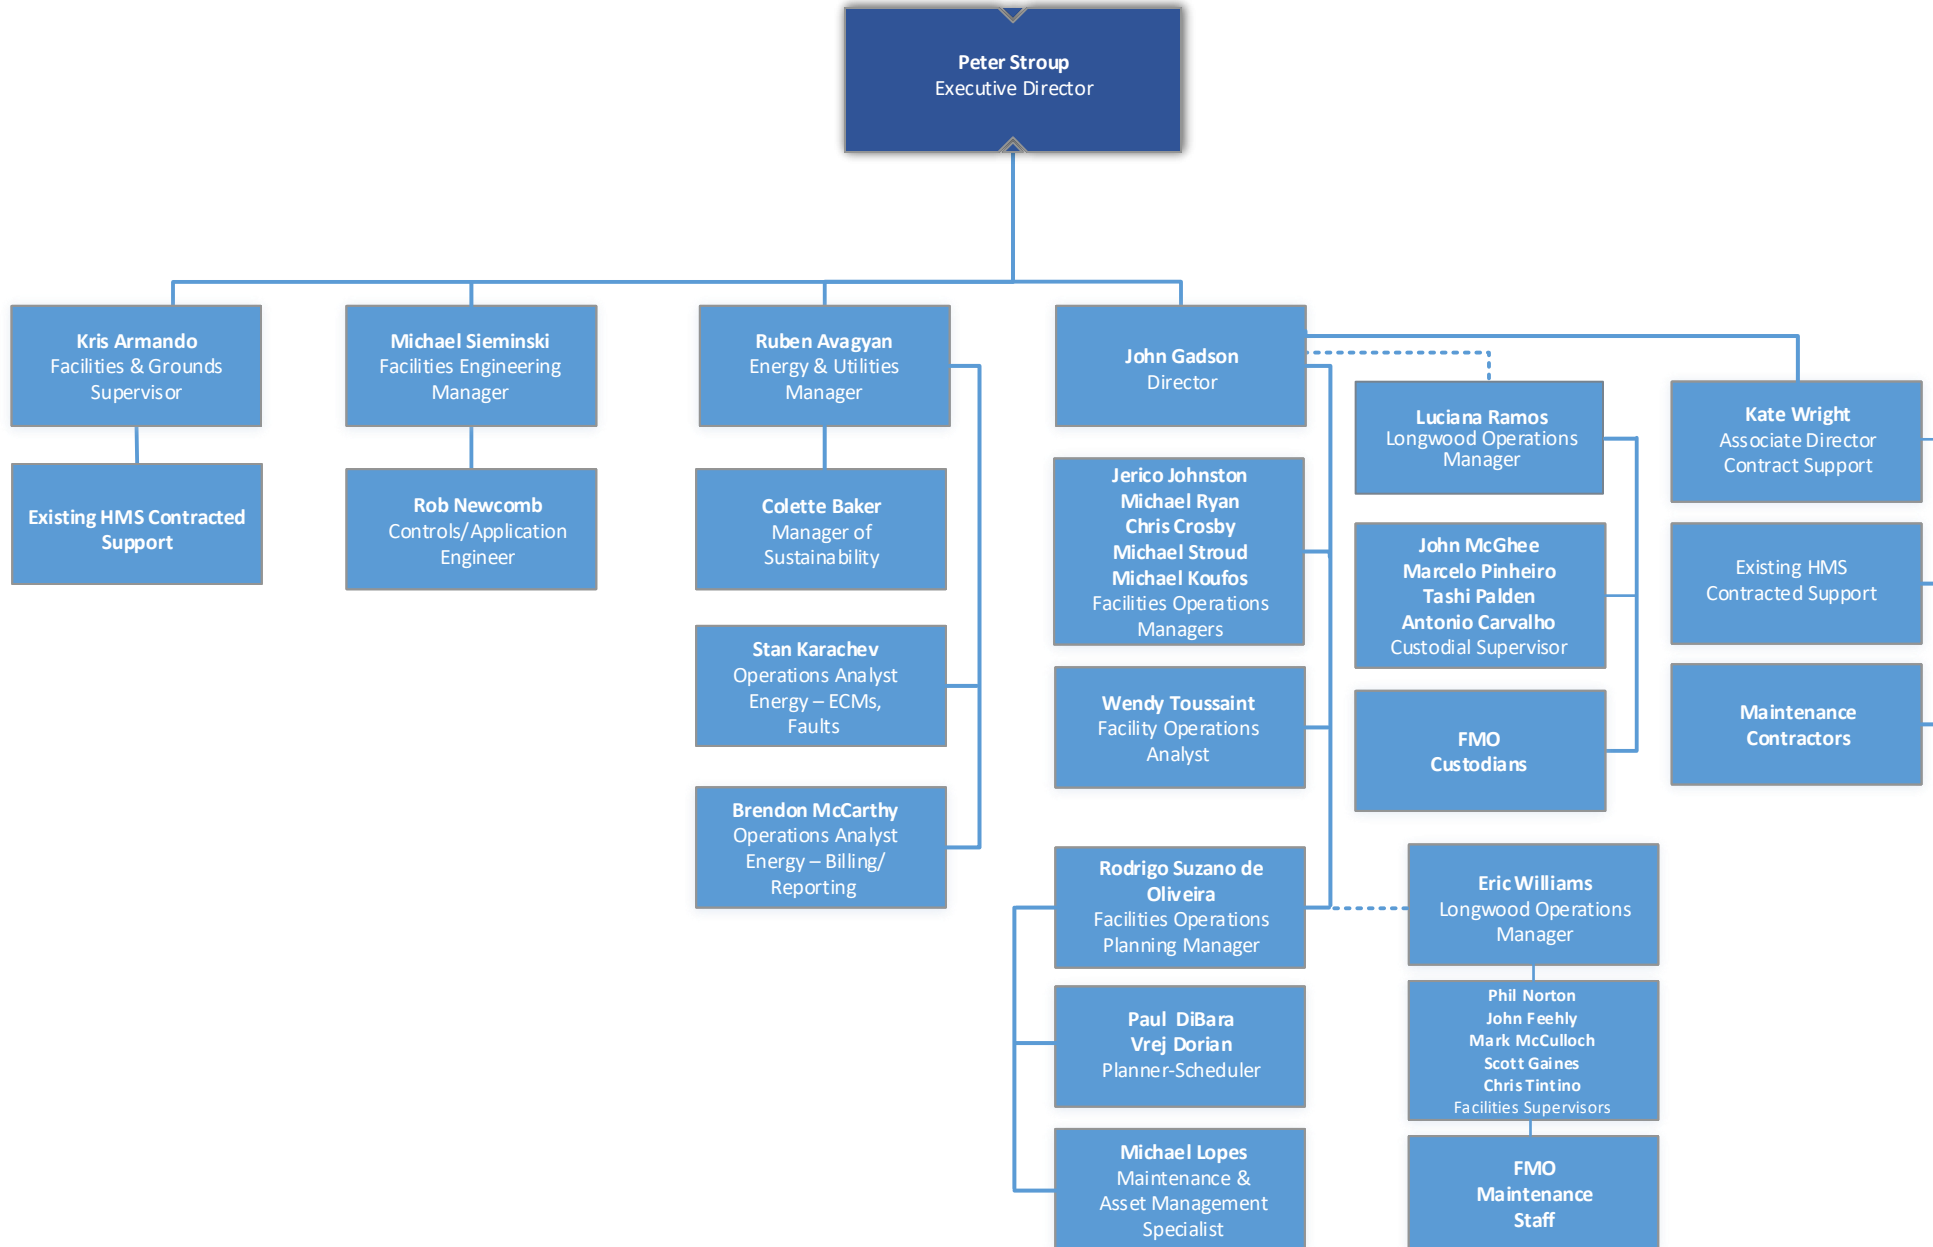 Peter Stroup
Executive Director
Kris Armando
Facilities & Grounds
Supervisor
Existing HMS Contracted
Support
Michael Sieminski
Facilities Engineering
Manager
Rob Newcomb
Controls/Application
Engineer
Ruben Avagyan
Energy & Utilities
Manager
Colette Baker
Manager of
Sustainability
Stan Karachev
Operations Analyst
Energy – ECMs,
Faults
Brendon McCarthy
Operations Analyst
Energy – Billing/
Reporting
John Gadson
Director
Jerico Johnston
Michael Ryan
Chris Crosby
Michael Stroud
Michael Koufos
Facilities Operations
Managers
Wendy Toussaint
Facility Operations
Analyst
Rodrigo Suzano de
Oliveira
Facilities Operations
Planning Manager
Paul DiBara
Vrej Dorian
Planner-Scheduler
Michael Lopes
Maintenance &
Asset Management
Specialist
Luciana Ramos
Longwood Operations
Manager
John McGhee
Marcelo Pinheiro
Tashi Palden
Antonio Carvalho
Custodial Supervisor
FMO
Custodians
Eric Williams
Longwood Operations
Manager
Phil Norton
John Feehly
Mark McCulloch
Scott Gaines
Chris Tintino
Facilities Supervisors
FMO
Maintenance
Staff
Kate Wright
Associate Director
Contract Support
Existing HMS
Contracted Support
Maintenance
Contractors